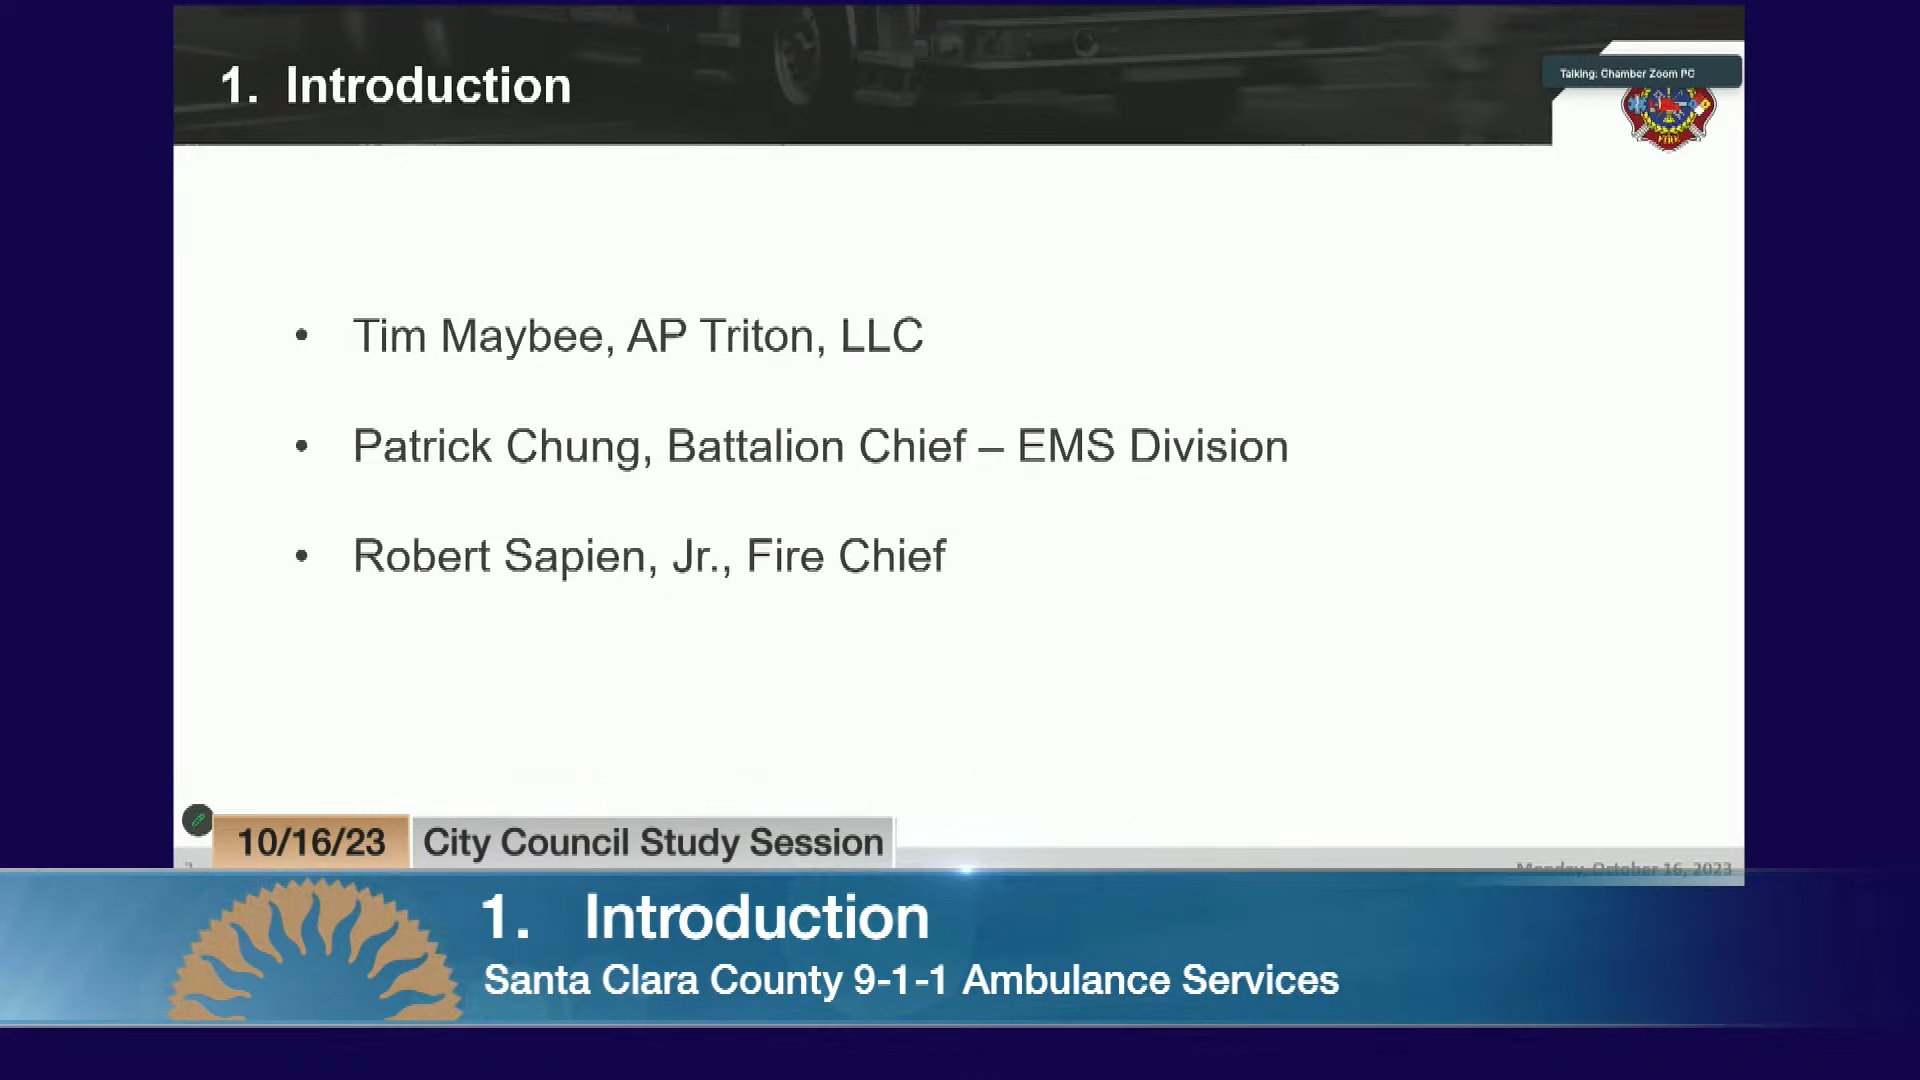 1. Introduction
Talking: Chamber Zoom PC
FIRE
• Tim Maybee, AP Triton, LLC
• Patrick Chung, Battalion Chief – EMS Division
• Robert Sapien, Jr., Fire Chief
10/16/23 City Council Study Session
Monday, October 16, 2023
1. Introduction
Santa Clara County 9-1-1 Ambulance Services